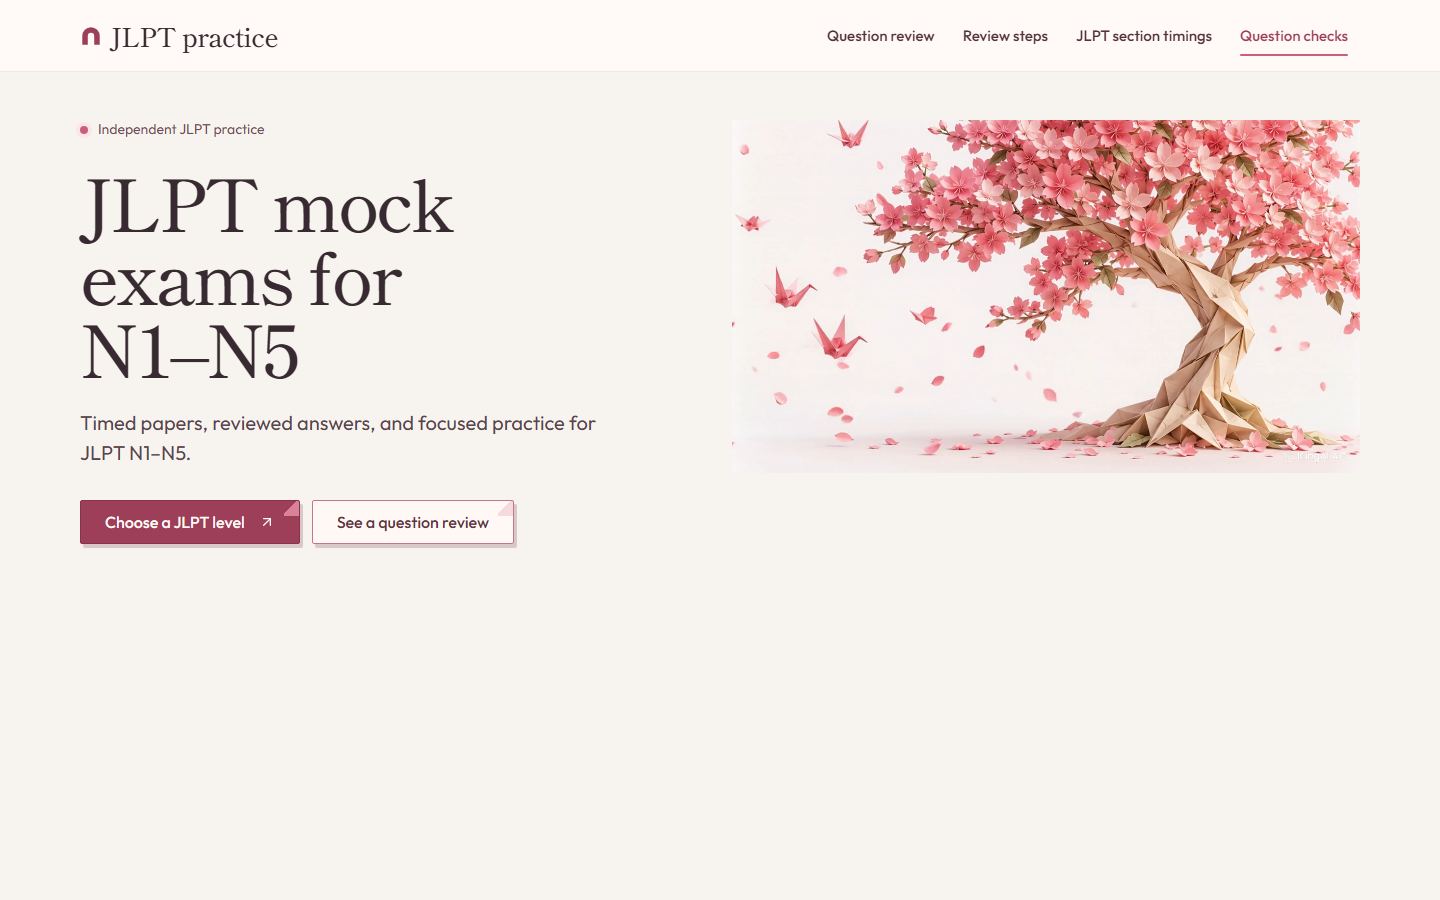 JLPT practice
Question review
Review steps
JLPT section timings
Question checks
Independent JLPT practice
JLPT mock
exams for
N1–N5
Timed papers, reviewed answers, and focused practice for
JLPT N1–N5.
Choose a JLPT level
See a question review